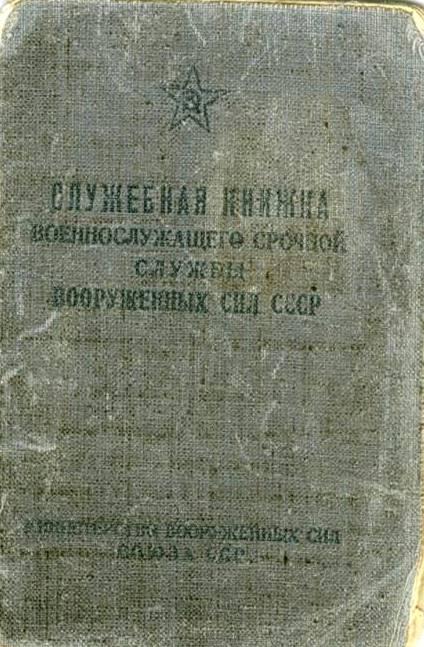 СЛУЖЕБНАЯ КНИЖКА
ВОЕННОСЛУЖАЩЕГО СРОЧНОЙ
СЛУЖБЫ
ВООРУЖЕННЫХ СИЛ СССР
МИНИСТЕРСТВО ВООРУЖЕННЫХ СИЛ
СОЮЗА ССР